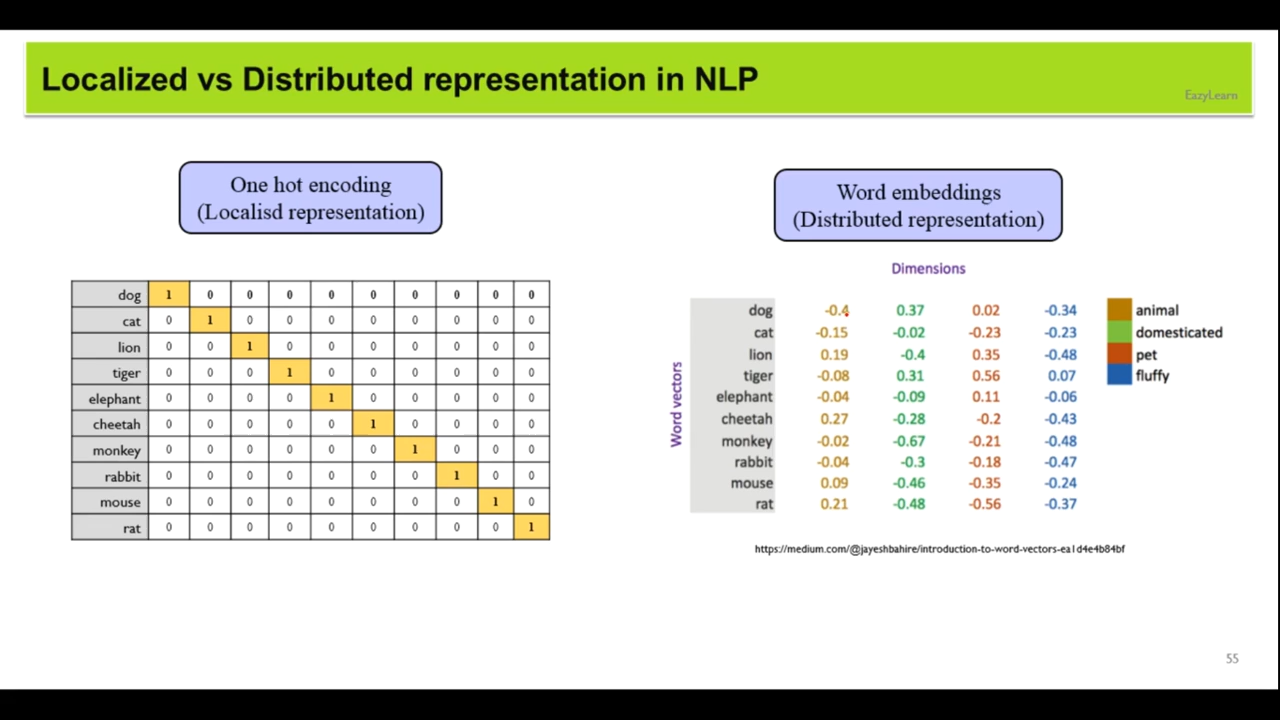 Localized vs Distributed representation in NLP
EazyLearn
One hot encoding
(Localisd representation)
dog 1 0 0 0 0 0 0 0 0 0
cat 0 1 0 0 0 0 0 0 0 0
lion 0 0 1 0 0 0 0 0 0 0
tiger 0 0 0 1 0 0 0 0 0 0
elephant 0 0 0 0 1 0 0 0 0 0
cheetah 0 0 0 0 0 1 0 0 0 0
monkey 0 0 0 0 0 0 1 0 0 0
rabbit 0 0 0 0 0 0 0 1 0 0
mouse 0 0 0 0 0 0 0 0 1 0
rat 0 0 0 0 0 0 0 0 0 1
Word embeddings
(Distributed representation)
Dimensions
Word vectors
dog -0.4 0.37 0.02 -0.34
cat -0.15 -0.02 -0.23 -0.23
lion 0.19 -0.4 0.35 -0.48
tiger -0.08 0.31 0.56 0.07
elephant -0.04 -0.09 0.11 -0.06
cheetah 0.27 -0.28 -0.2 -0.43
monkey -0.02 -0.67 -0.21 -0.48
rabbit -0.04 -0.3 -0.18 -0.47
mouse 0.09 -0.46 -0.35 -0.24
rat 0.21 -0.48 -0.56 -0.37
animal
domesticated
pet
fluffy
https://medium.com/@jayeshbahire/introduction-to-word-vectors-ea1d4e4b84bf
55